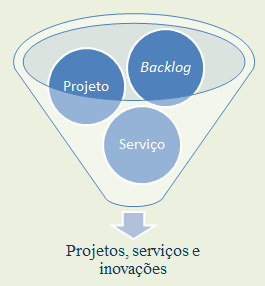 Backlog
Projeto
Serviço
Projetos, serviços e
inovações